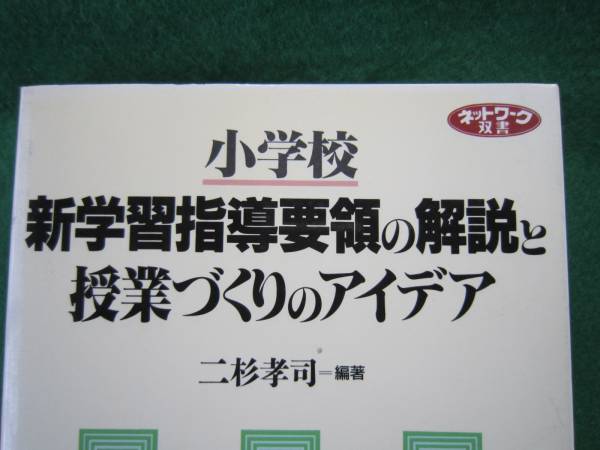 ネットワーク
双書
小学校
新学習指導要領の解説と
授業づくりのアイデア
二杉孝司＝編著